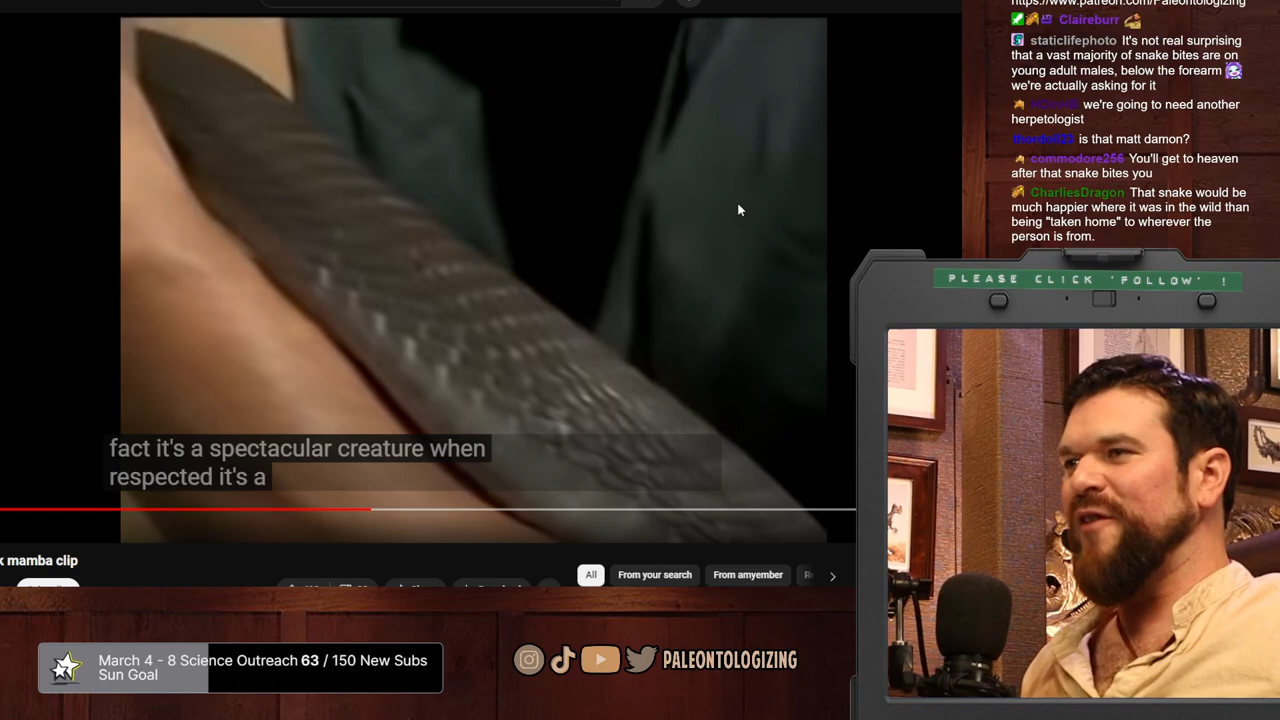 https://www.patreon.com/Paleontologizing
Claireburr
staticlifephoto It's not real surprising
that a vast majority of snake bites are on
young adult males, below the forearm
we're actually asking for it
we're going to need another
herpetologist
is that matt damon?
commodore256 You'll get to heaven
after that snake bites you
CharliesDragon That snake would be
much happier where it was in the wild than
being "taken home" to wherever the
person is from.
PLEASE CLICK "FOLLOW" !
fact it's a spectacular creature when
respected it's a
k mamba clip
All
From your search
From amyember
March 4 - 8 Science Outreach 63 / 150 New Subs
Sun Goal
PALEONTOLOGIZING